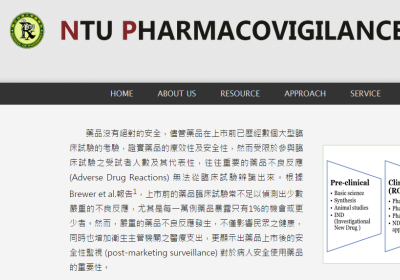 NTU PHARMACOVIGILANCE
HOME ABOUT US RESOURCE APPROACH SERVICE
藥品沒有絕對的安全，儘管藥品在上市前已歷經數個大型臨
床試驗的考驗，證實藥品的療效性及安全性，然而受限於參與臨
床試驗之受試者人數及其代表性，往往重要的藥品不良反應
(Adverse Drug Reactions) 無法從臨床試驗辨識出來。根據
Brewer et al.報告1，上市前的藥品臨床試驗常不足以偵測出少數
嚴重的不良反應，尤其是每一萬例藥品暴露只有1%的機會或更
少者。然而，嚴重的藥品不良反應發生，不僅影響民眾之健康，
同時也增加衛生主管機關之醫療支出，更顯示出藥品上市後的安
全性監視 (post-marketing surveillance) 對於病人安全使用藥品
的重要性。
Pre-clinical
• Basic science
• Synthesis
• Animal studies
• IND
(Investigational
New Drug )
Clin
(RC
• Pha
• Pha
• Pha
• ND
app